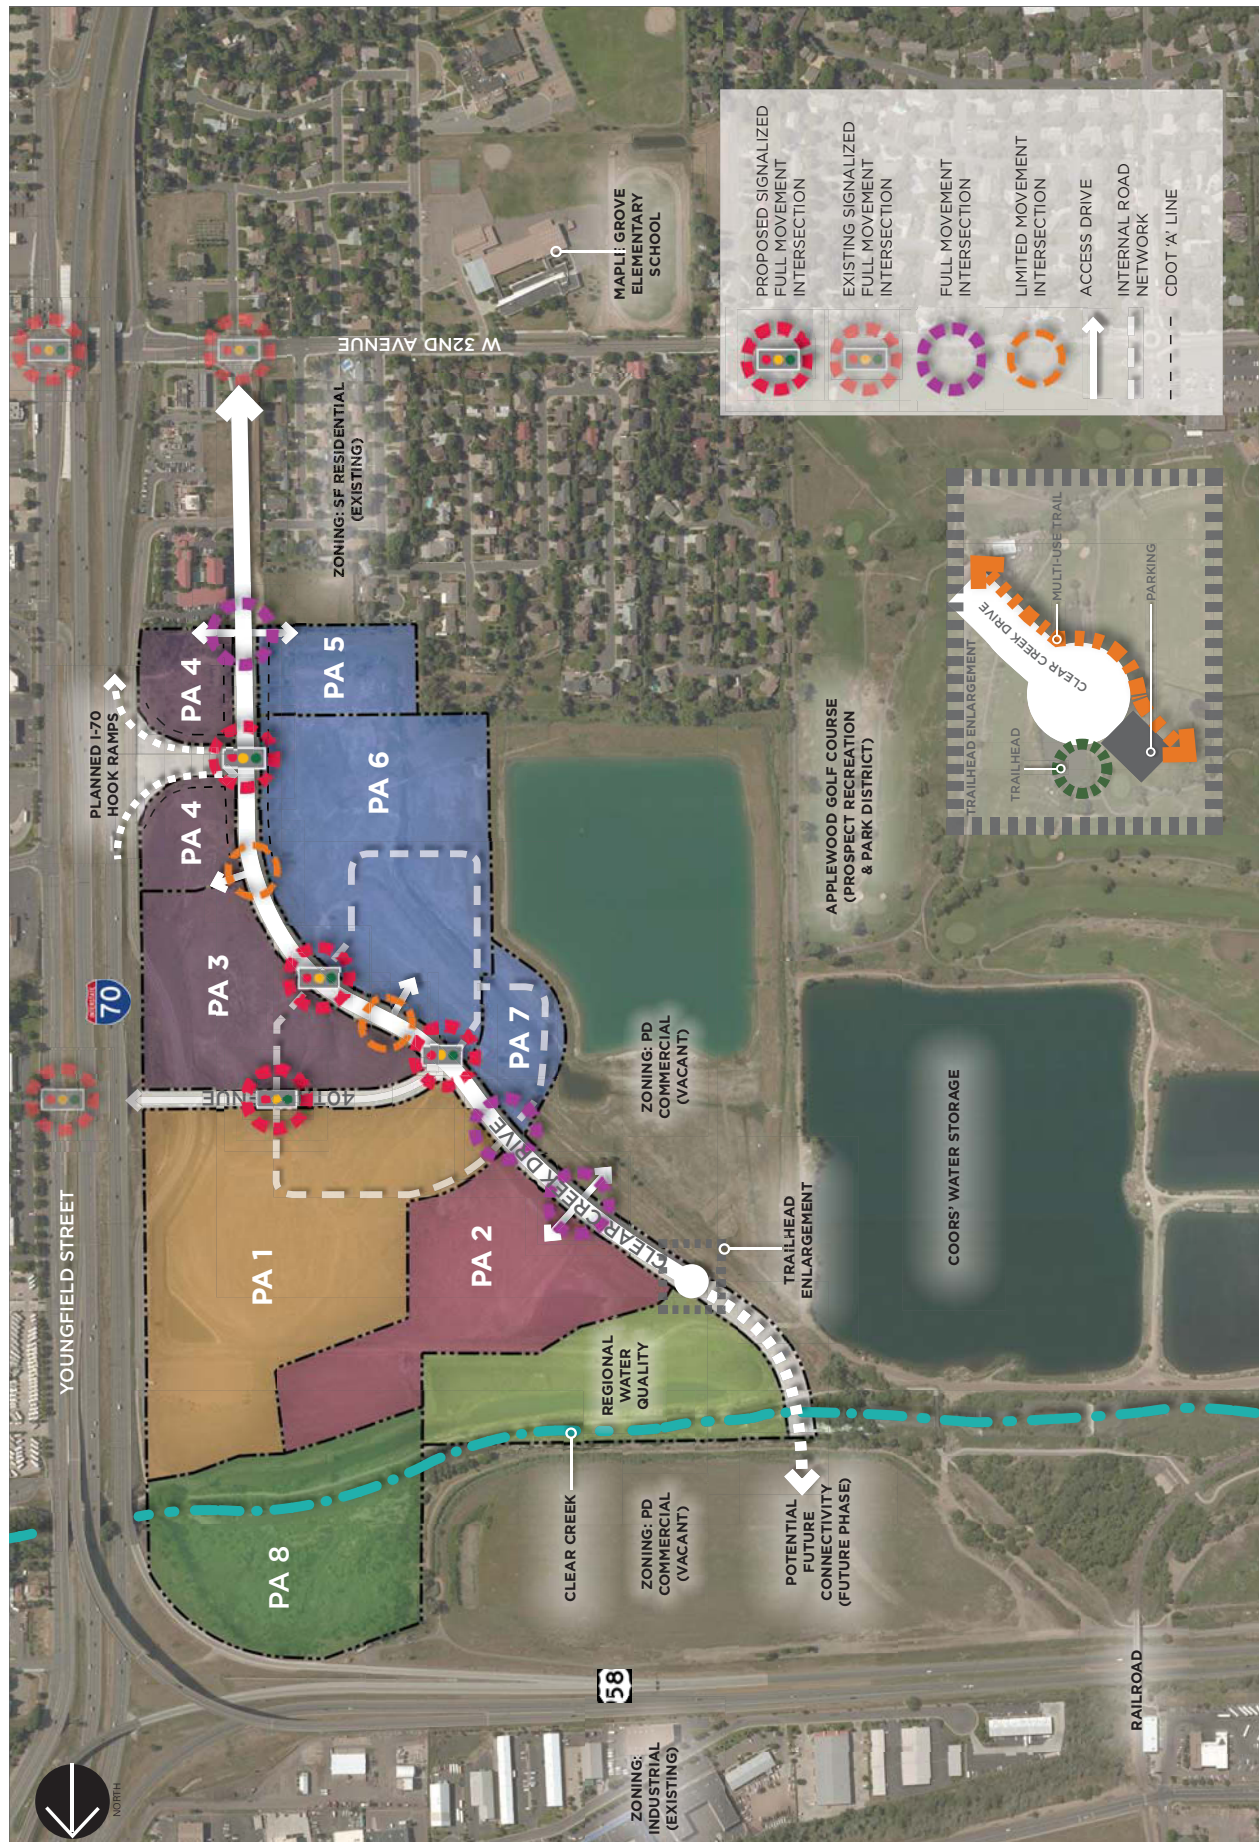 YOUNGFIELD STREET
INTERSTATE
70
PLANNED I-70
HOOK RAMPS
PA 1
PA 2
PA 3
PA 4
PA 4
PA 5
PA 6
PA 7
PA 8
CLEAR CREEK DRIVE
CLEAR CREEK
REGIONAL
WATER
QUALITY
ZONING: SF RESIDENTIAL
(EXISTING)
W 32ND AVENUE
MAPLE GROVE
ELEMENTARY
SCHOOL
ZONING: PD
COMMERCIAL
(VACANT)
ZONING: PD
COMMERCIAL
(VACANT)
TRAILHEAD
ENLARGEMENT
POTENTIAL
FUTURE
CONNECTIVITY
(FUTURE PHASE)
58
ZONING:
INDUSTRIAL
(EXISTING)
RAILROAD
NORTH
COORS' WATER STORAGE
APPLEWOOD GOLF COURSE
(PROSPECT RECREATION
& PARK DISTRICT)
TRAILHEAD ENLARGEMENT
TRAILHEAD
CLEAR CREEK DRIVE
MULTI-USE TRAIL
PARKING
PROPOSED SIGNALIZED
FULL MOVEMENT
INTERSECTION
EXISTING SIGNALIZED
FULL MOVEMENT
INTERSECTION
FULL MOVEMENT
INTERSECTION
LIMITED MOVEMENT
INTERSECTION
ACCESS DRIVE
INTERNAL ROAD
NETWORK
CDOT 'A' LINE